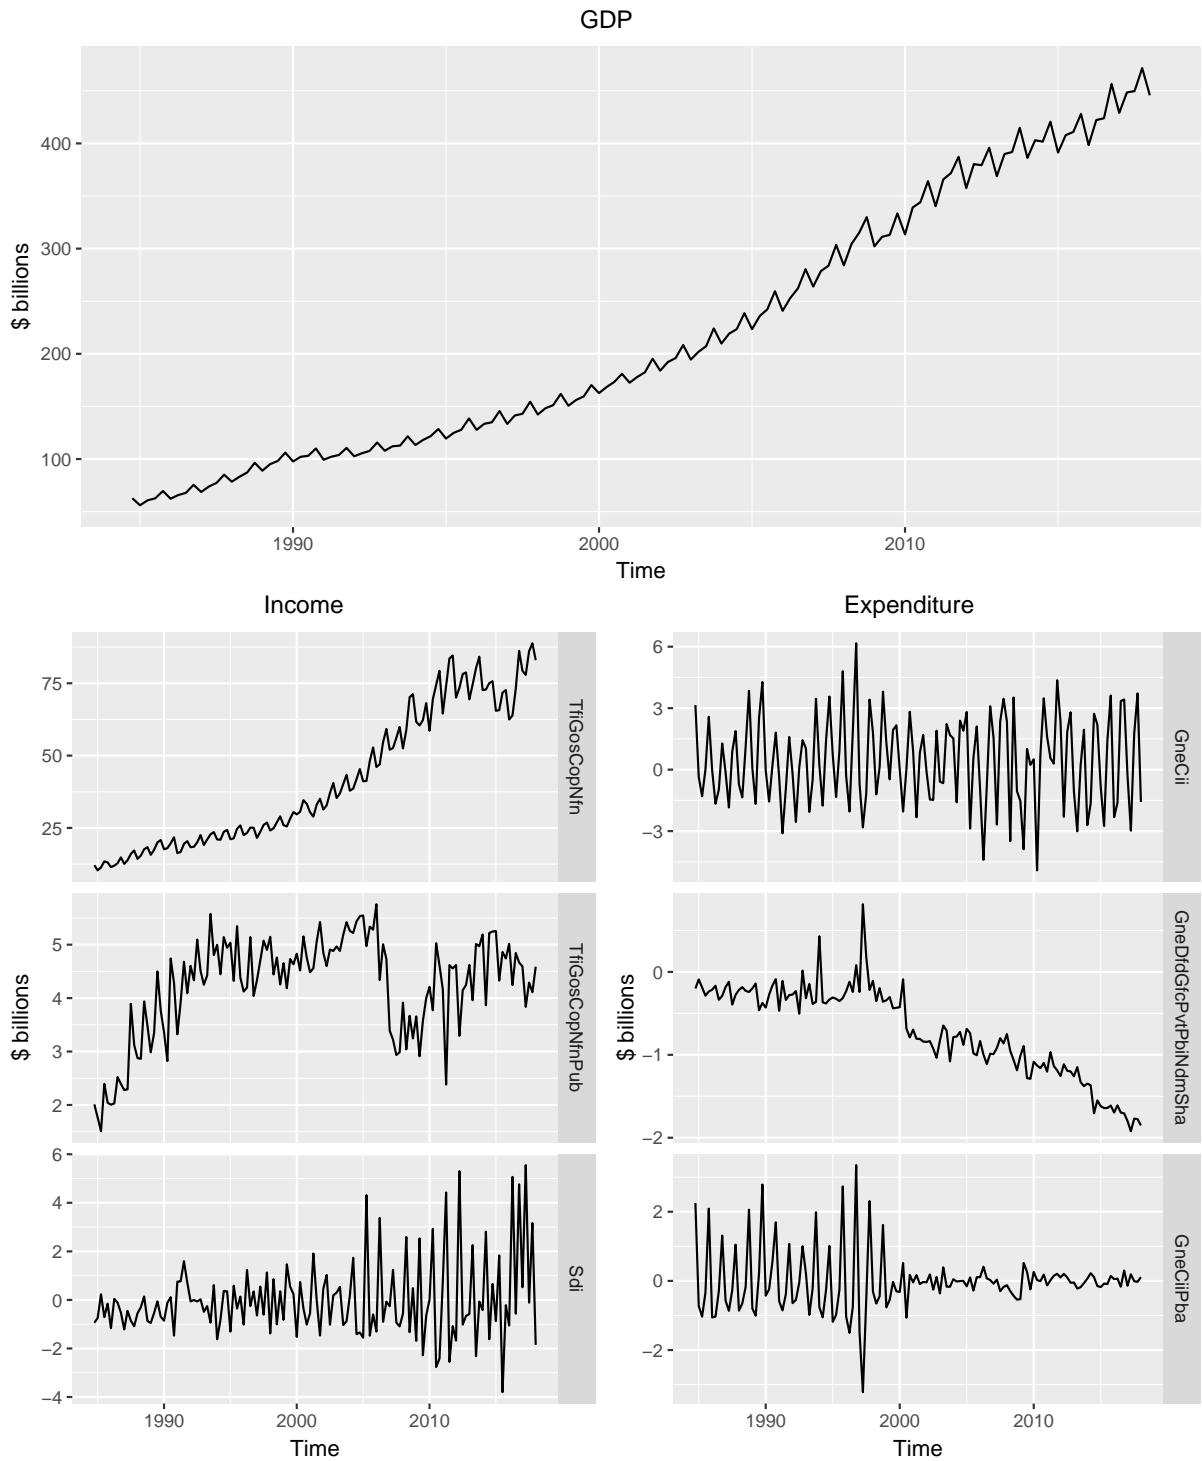 GDP
400
300
200
100
$ billions
1990 2000 2010
Time
Income
75
50
25
TfiGosCopNfn
5
4
3
2
TfiGosCopNfnPub
6
4
2
0
−2
−4
Sdi
$ billions
1990 2000 2010
Time
Expenditure
6
3
0
−3
GneCii
0
−1
−2
GneDfdGfcPvtPbiNdmSha
2
0
−2
GneCiiPba
$ billions
1990 2000 2010
Time